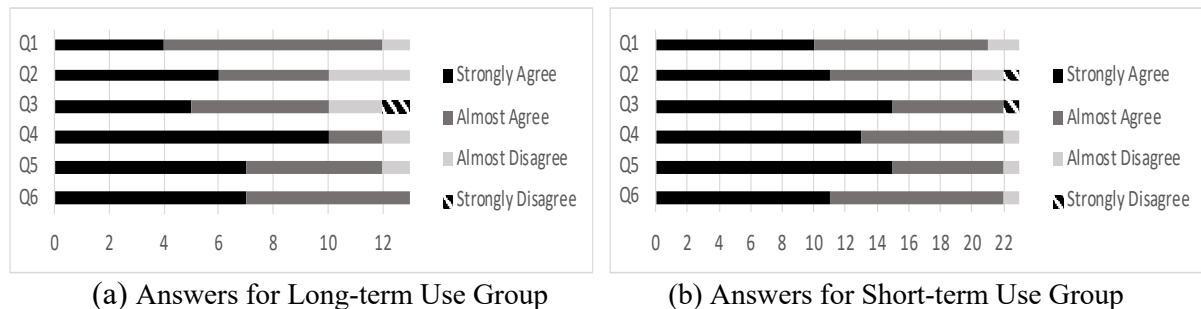 Q1
Q2
Q3
Q4
Q5
Q6
0 2 4 6 8 10 12
Strongly Agree
Almost Agree
Almost Disagree
Strongly Disagree
(a) Answers for Long-term Use Group
Q1
Q2
Q3
Q4
Q5
Q6
0 2 4 6 8 10 12 14 16 18 20 22
Strongly Agree
Almost Agree
Almost Disagree
Strongly Disagree
(b) Answers for Short-term Use Group